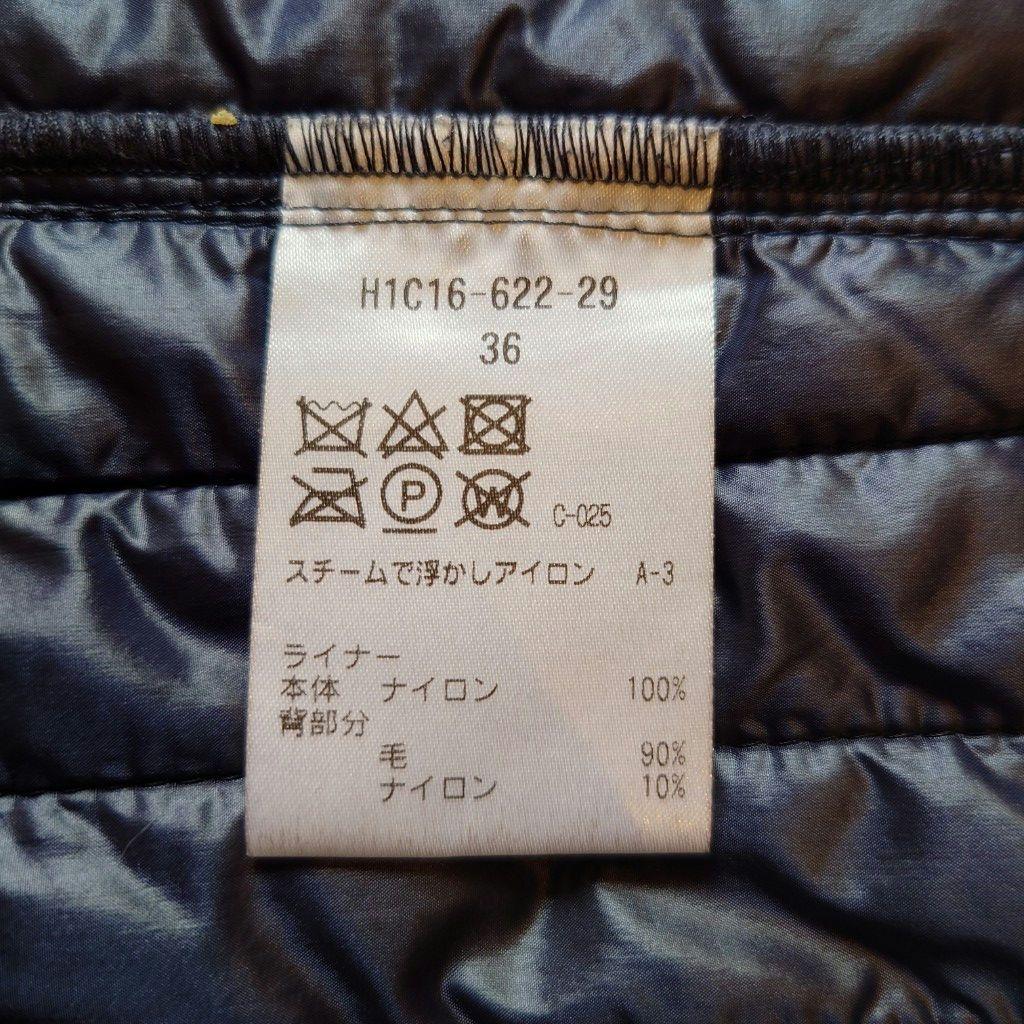 H1C16-622-29
36
P W C-025
スチームで浮かしアイロン A-3
ライナー
本体 ナイロン 100%
背部分
毛 90%
ナイロン 10%